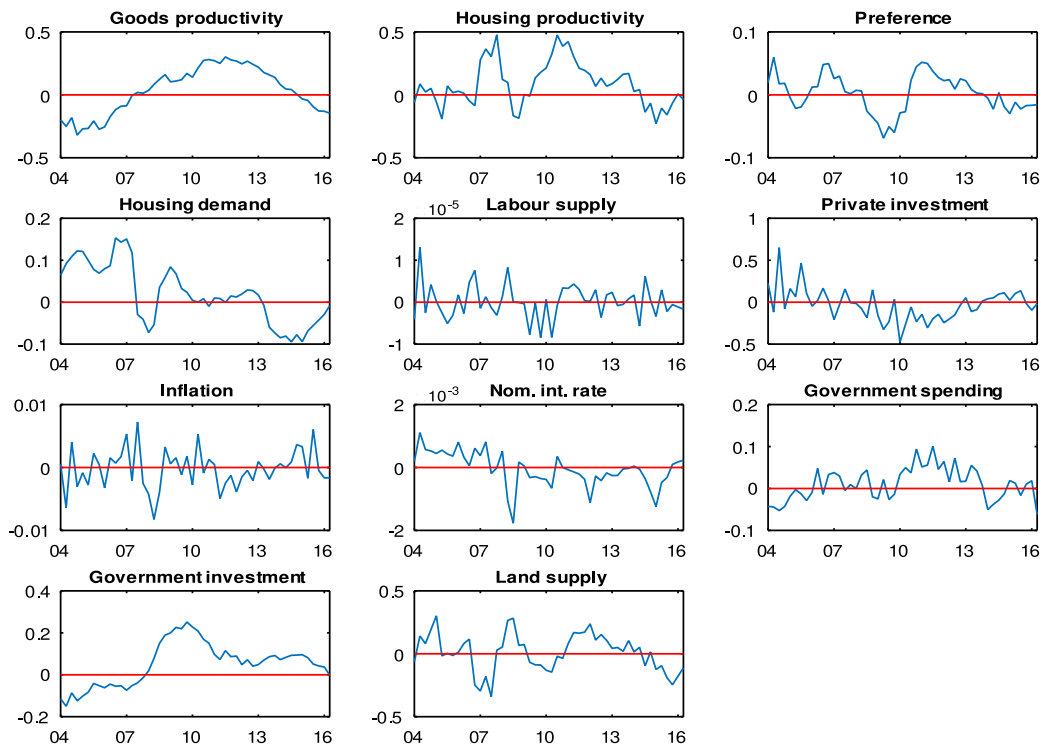 Goods productivity
0.5
0
-0.5
04 07 10 13 16
Housing productivity
0.5
0
-0.5
04 07 10 13 16
Preference
0.1
0
-0.1
04 07 10 13 16
Housing demand
0.2
0.1
0
-0.1
04 07 10 13 16
Labour supply
10-5
2
1
0
-1
04 07 10 13 16
Private investment
1
0.5
0
-0.5
04 07 10 13 16
Inflation
0.01
0
-0.01
04 07 10 13 16
Nom. int. rate
10-3
2
0
-2
04 07 10 13 16
Government spending
0.2
0.1
0
-0.1
04 07 10 13 16
Government investment
0.4
0.2
0
-0.2
04 07 10 13 16
Land supply
0.5
0
-0.5
04 07 10 13 16